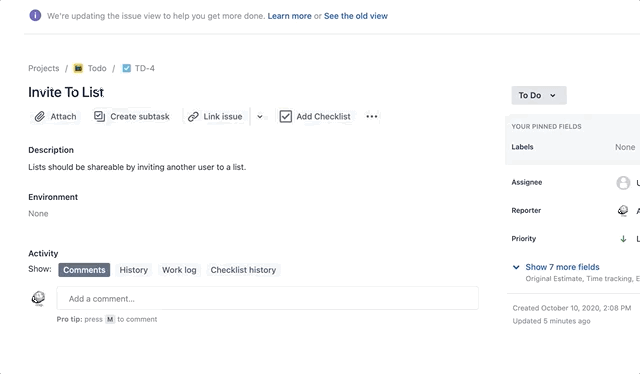 We're updating the issue view to help you get more done. Learn more or See the old view
Projects / Todo / TD-4
Invite To List
Attach Create subtask Link issue Add Checklist
Description
Lists should be shareable by inviting another user to a list.
Environment
None
Activity
Show: Comments History Work log Checklist history
Add a comment...
Pro tip: press M to comment
To Do
YOUR PINNED FIELDS
Labels None
Assignee U
Reporter A
Priority L
Show 7 more fields
Original Estimate, Time tracking, E
Created October 10, 2020, 2:08 PM
Updated 5 minutes ago